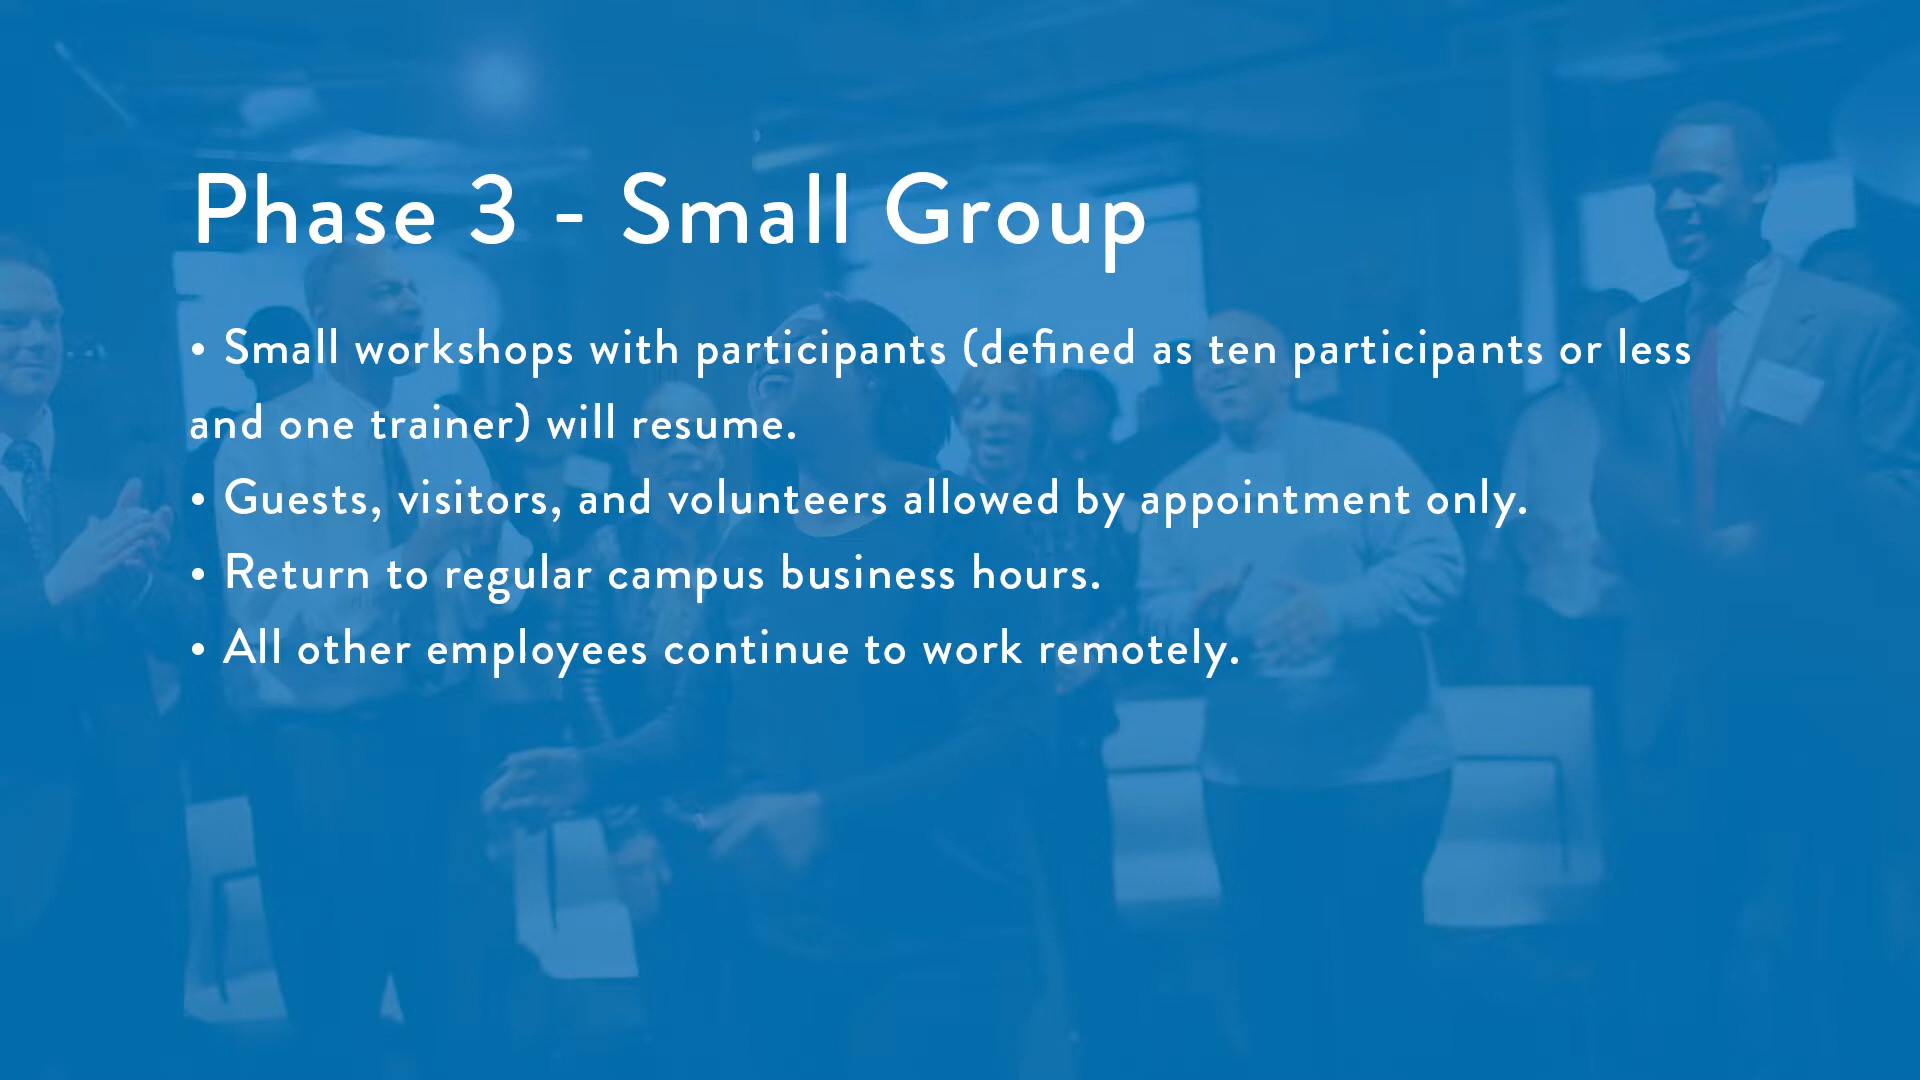 Phase 3 - Small Group
• Small workshops with participants (defined as ten participants or less
and one trainer) will resume.
• Guests, visitors, and volunteers allowed by appointment only.
• Return to regular campus business hours.
• All other employees continue to work remotely.